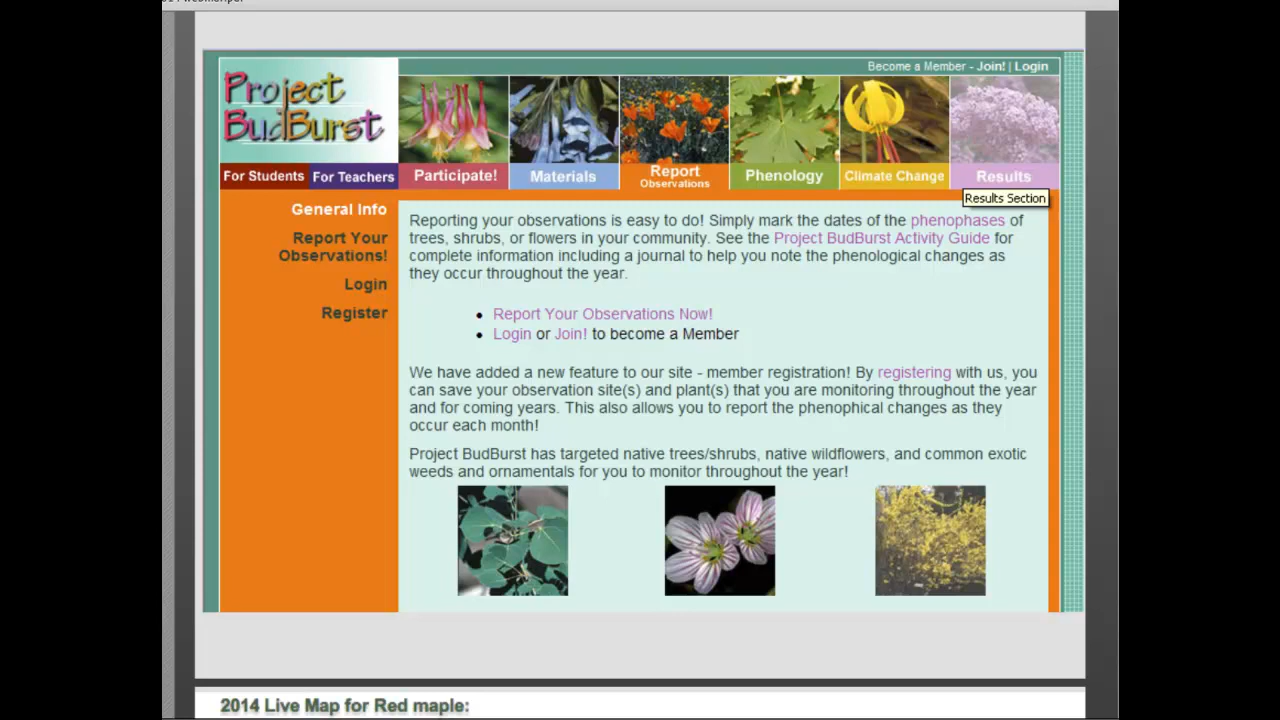 Project
BudBurst
Become a Member - Join! | Login
For Students
For Teachers
Participate!
Materials
Report
Observations
Phenology
Climate Change
Results
Results Section
General Info
Report Your
Observations!
Login
Register
Reporting your observations is easy to do! Simply mark the dates of the phenophases of
trees, shrubs, or flowers in your community. See the Project BudBurst Activity Guide for
complete information including a journal to help you note the phenological changes as
they occur throughout the year.
• Report Your Observations Now!
• Login or Join! to become a Member
We have added a new feature to our site - member registration! By registering with us, you
can save your observation site(s) and plant(s) that you are monitoring throughout the year
and for coming years. This also allows you to report the phenophical changes as they
occur each month!
Project BudBurst has targeted native trees/shrubs, native wildflowers, and common exotic
weeds and ornamentals for you to monitor throughout the year!
2014 Live Map for Red maple: